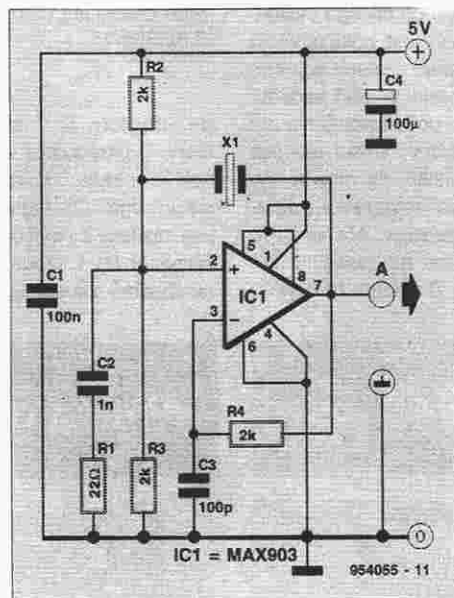 5V
+
R2
2k
C4
100µ
X1
5
1
2
+
IC1
8
7
A
3
−
6
4
C1
100n
C2
1n
R4
2k
R1
22Ω
R3
2k
C3
100p
0
IC1 = MAX903
954055 - 11